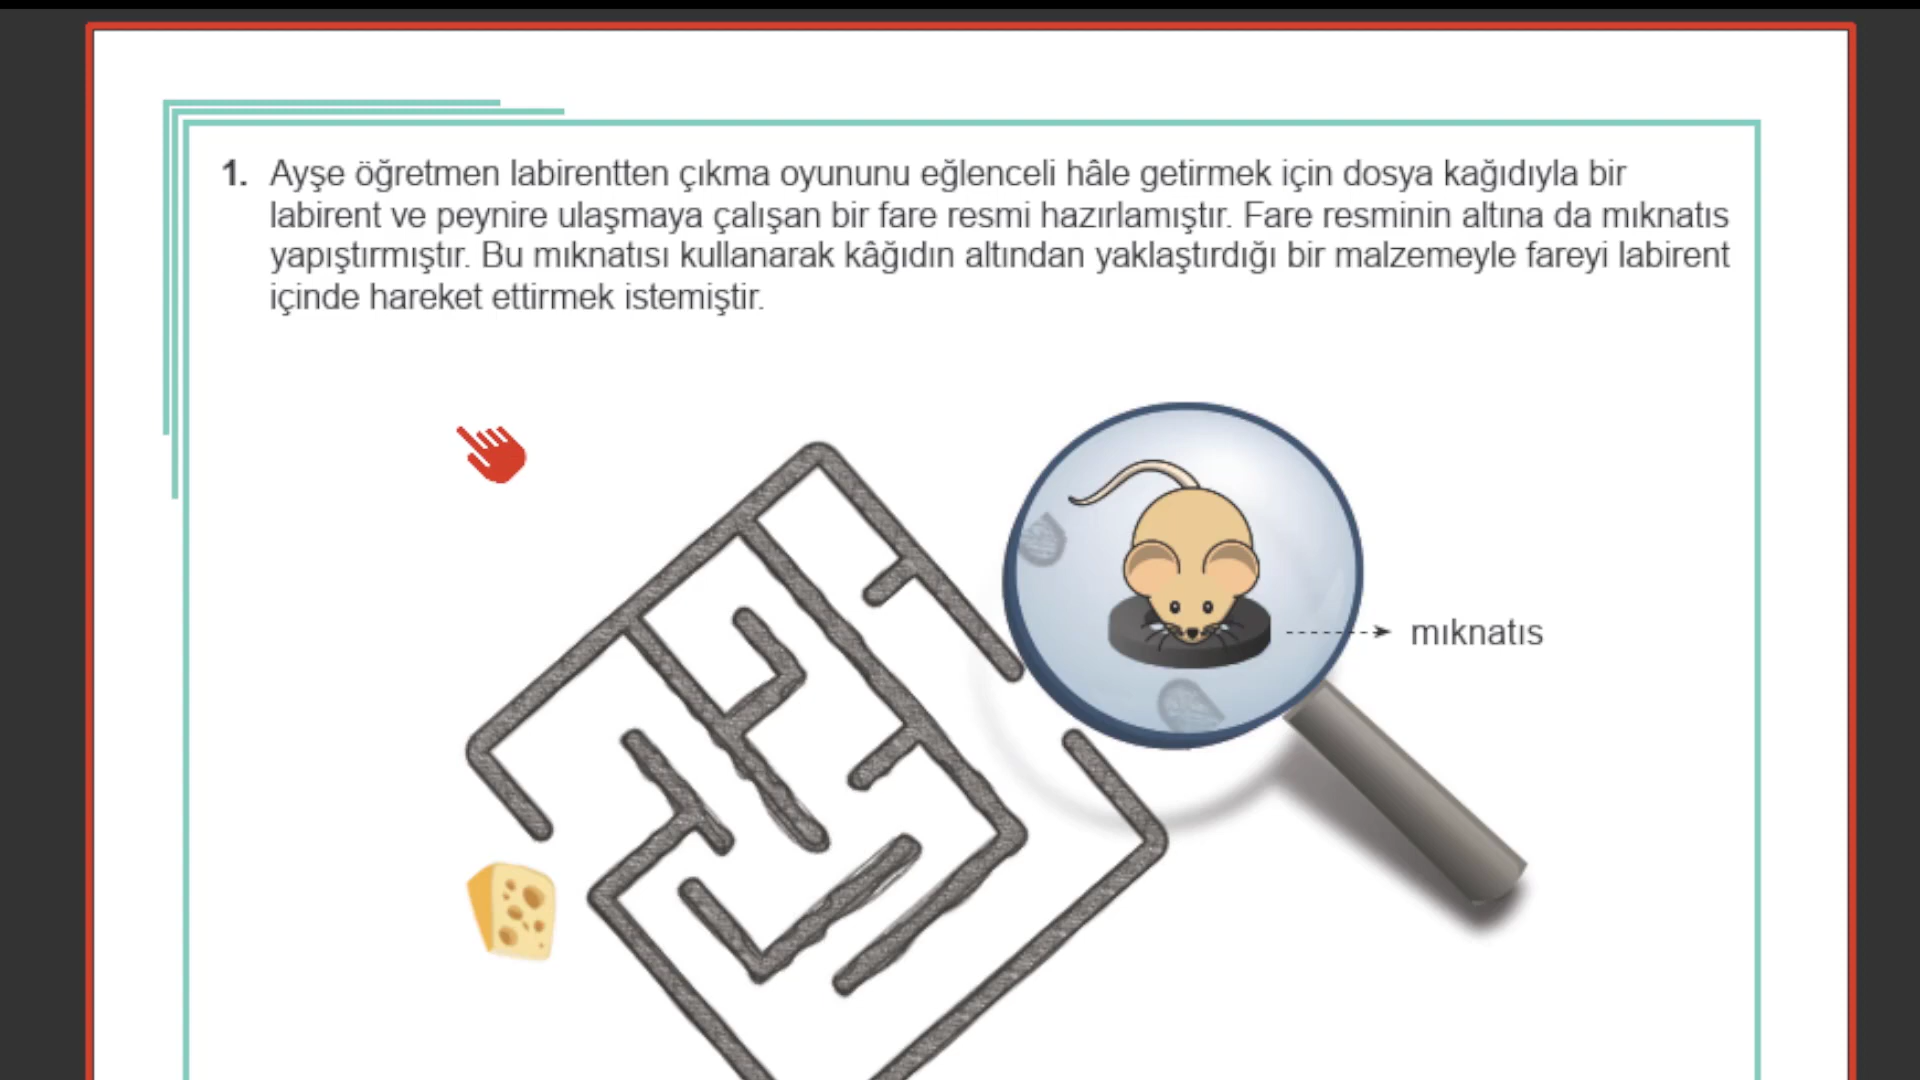 1. Ayşe öğretmen labirentten çıkma oyununu eğlenceli hâle getirmek için dosya kağıdıyla bir
labirent ve peynire ulaşmaya çalışan bir fare resmi hazırlamıştır. Fare resminin altına da mıknatıs
yapıştırmıştır. Bu mıknatısı kullanarak kâğıdın altından yaklaştırdığı bir malzemeyle fareyi labirent
içinde hareket ettirmek istemiştir.
mıknatıs